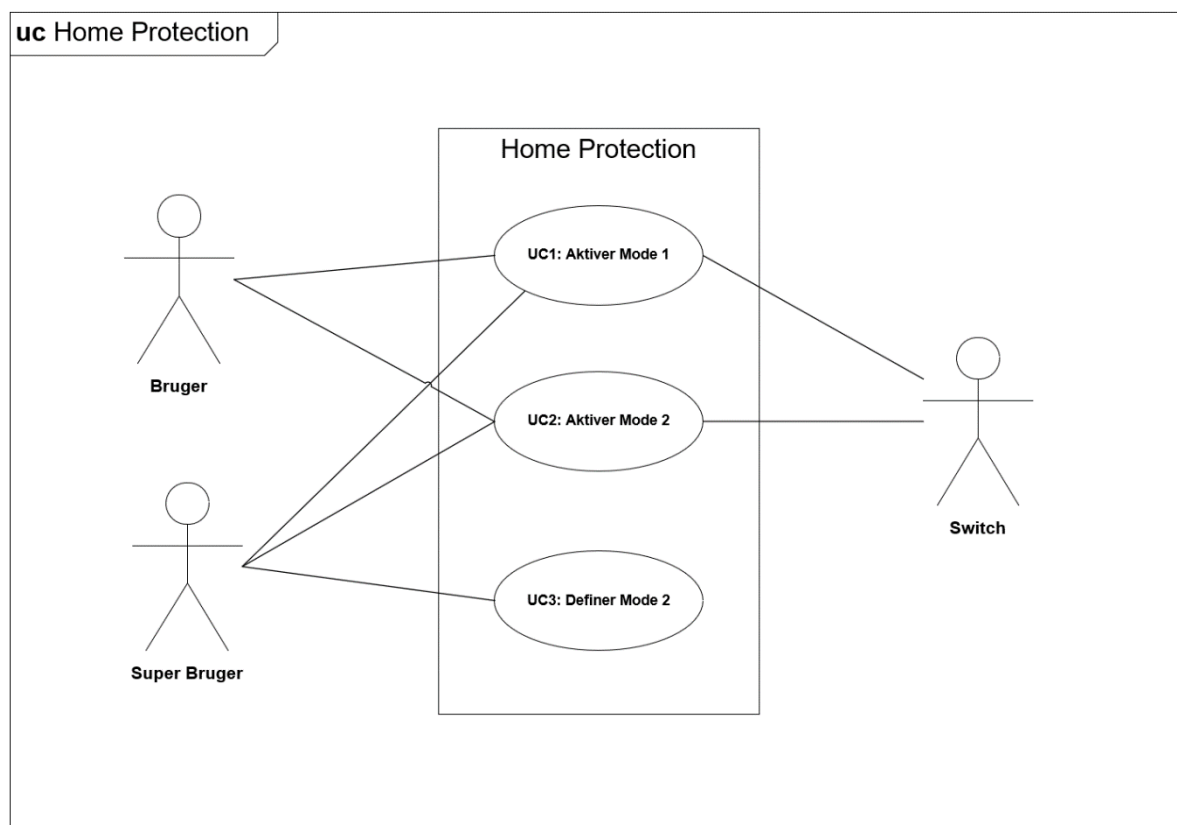 uc Home Protection
Home Protection
UC1: Aktiver Mode 1
Bruger
UC2: Aktiver Mode 2
Switch
UC3: Definer Mode 2
Super Bruger